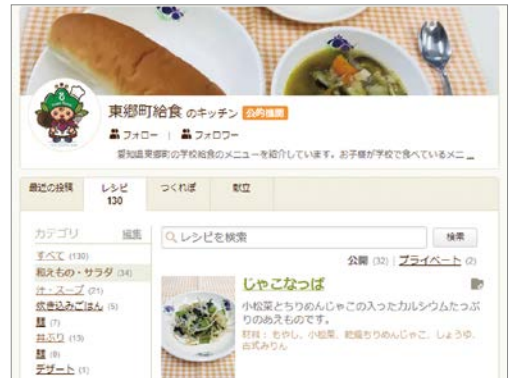 東郷町給食 のキッチン 公的機関
フォロー | フォロワー
愛知県東郷町の学校給食のメニューを紹介しています。お子様が学校で食べているメニ...
最近の投稿 レシピ 130 つくれぽ 献立
カテゴリ 編集
レシピを検索 検索
公開 (32) | プライベート (2)
すべて (130)
和えもの・サラダ (34)
汁・スープ (21)
炊き込みごはん (5)
麺 (7)
丼ぶり (13)
デザート (1)
じゃこなっぱ
小松菜とちりめんじゃこの入ったカルシウムたっぷ
りのあえものです。
材料: もやし、小松菜、乾燥ちりめんじゃこ、しょうゆ、
古式みりん